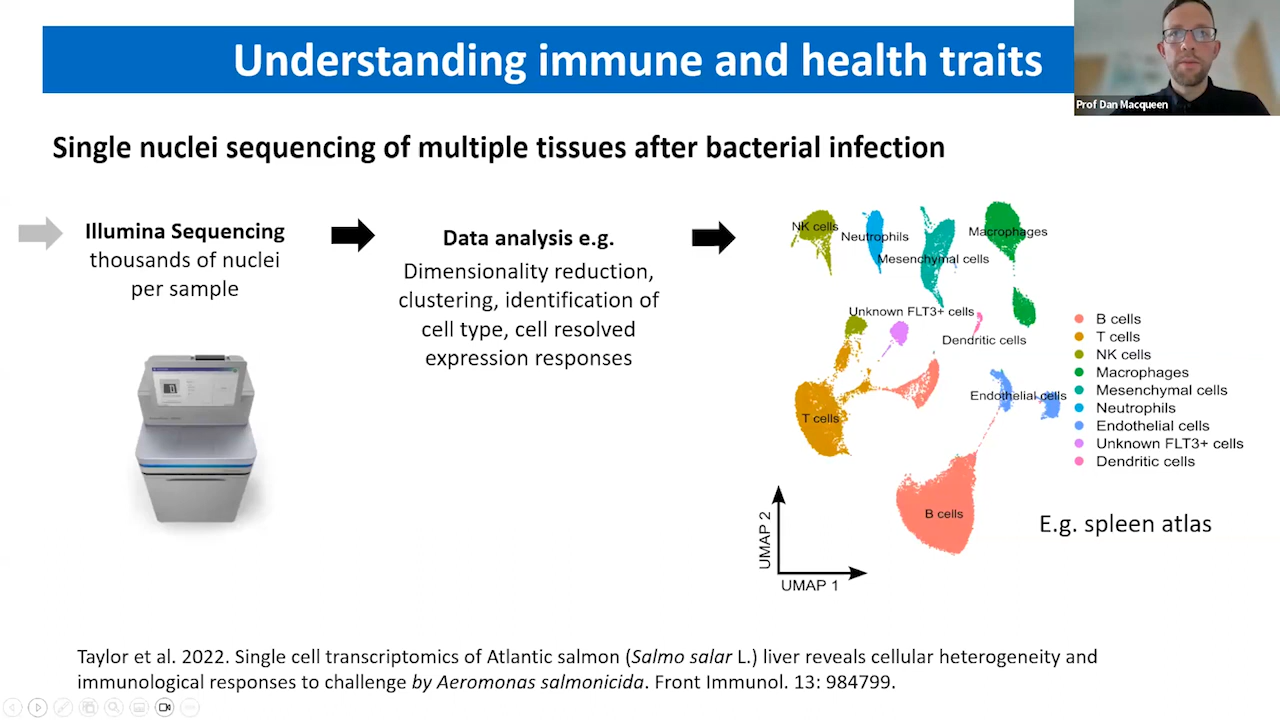 Understanding immune and health traits
Prof Dan Macqueen
Single nuclei sequencing of multiple tissues after bacterial infection
Illumina Sequencing
thousands of nuclei
per sample
Data analysis e.g.
Dimensionality reduction,
clustering, identification of
cell type, cell resolved
expression responses
NK cells
Neutrophils
Mesenchymal cells
Macrophages
Unknown FLT3+ cells
Dendritic cells
Endothelial cells
T cells
B cells
UMAP 2
UMAP 1
B cells
T cells
NK cells
Macrophages
Mesenchymal cells
Neutrophils
Endothelial cells
Unknown FLT3+ cells
Dendritic cells
E.g. spleen atlas
Taylor et al. 2022. Single cell transcriptomics of Atlantic salmon (Salmo salar L.) liver reveals cellular heterogeneity and
immunological responses to challenge by Aeromonas salmonicida. Front Immunol. 13: 984799.